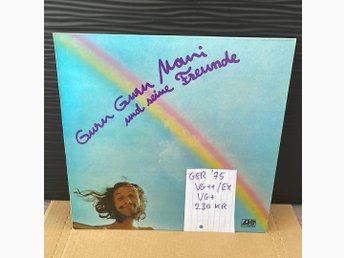 Guru Guru Mani
und seine Freunde
GER '75
VG++/EX
VG+
230 KR